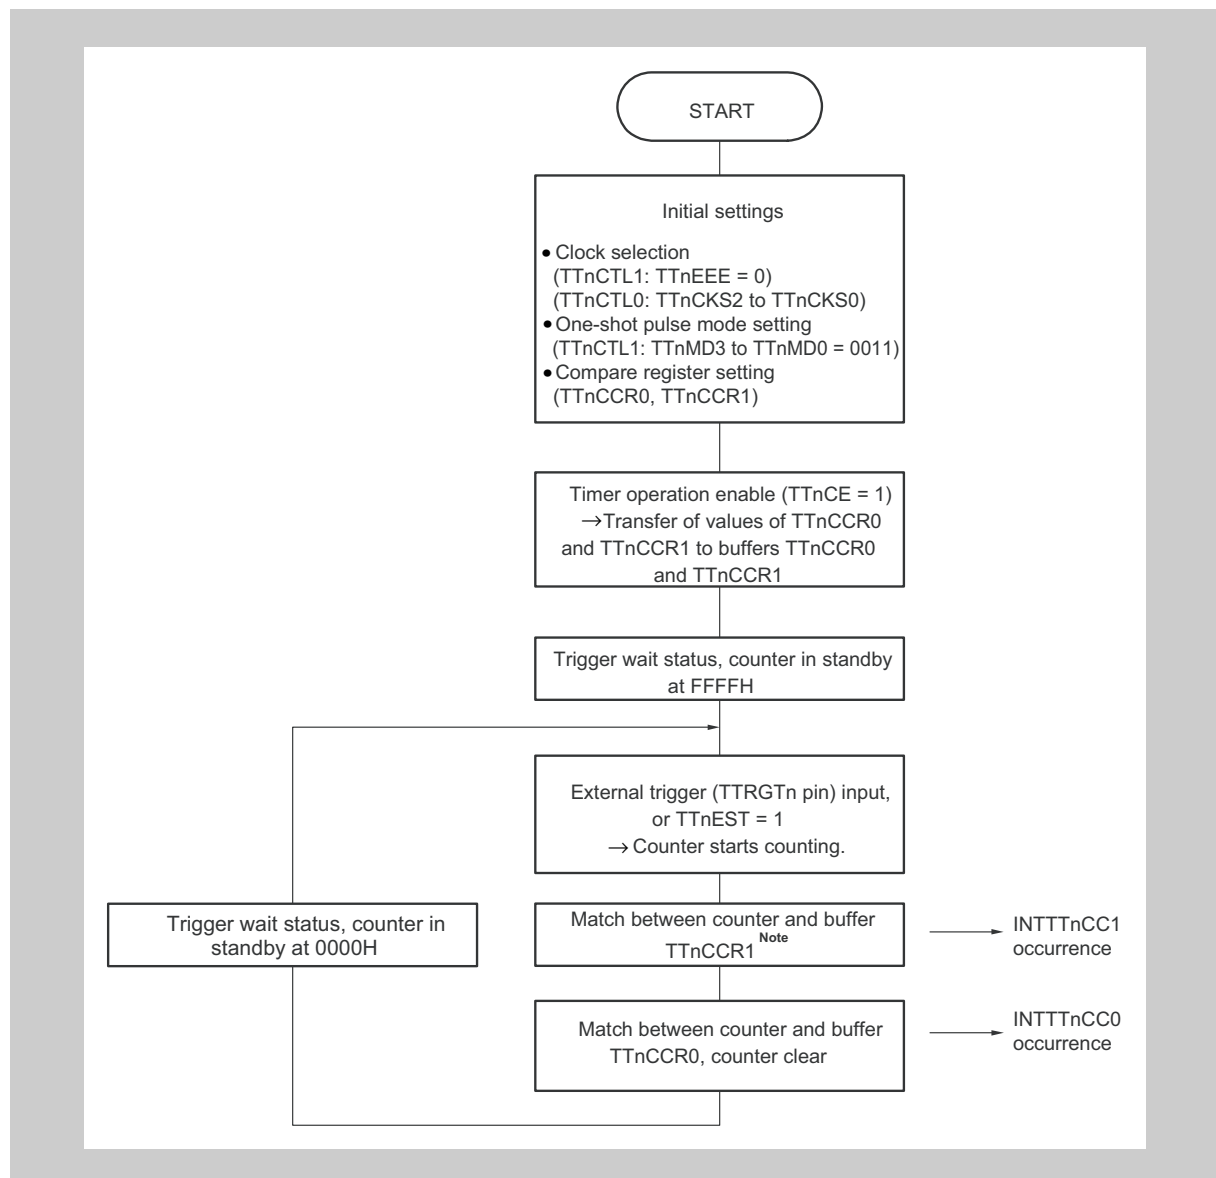 START
Initial settings
● Clock selection
(TTnCTL1: TTnEEE = 0)
(TTnCTL0: TTnCKS2 to TTnCKS0)
● One-shot pulse mode setting
(TTnCTL1: TTnMD3 to TTnMD0 = 0011)
● Compare register setting
(TTnCCR0, TTnCCR1)
Timer operation enable (TTnCE = 1)
→Transfer of values of TTnCCR0
and TTnCCR1 to buffers TTnCCR0
and TTnCCR1
Trigger wait status, counter in standby
at FFFFH
External trigger (TTRGTn pin) input,
or TTnEST = 1
→ Counter starts counting.
Trigger wait status, counter in
standby at 0000H
Match between counter and buffer
TTnCCR1 Note
INTTTnCC1
occurrence
Match between counter and buffer
TTnCCR0, counter clear
INTTTnCC0
occurrence